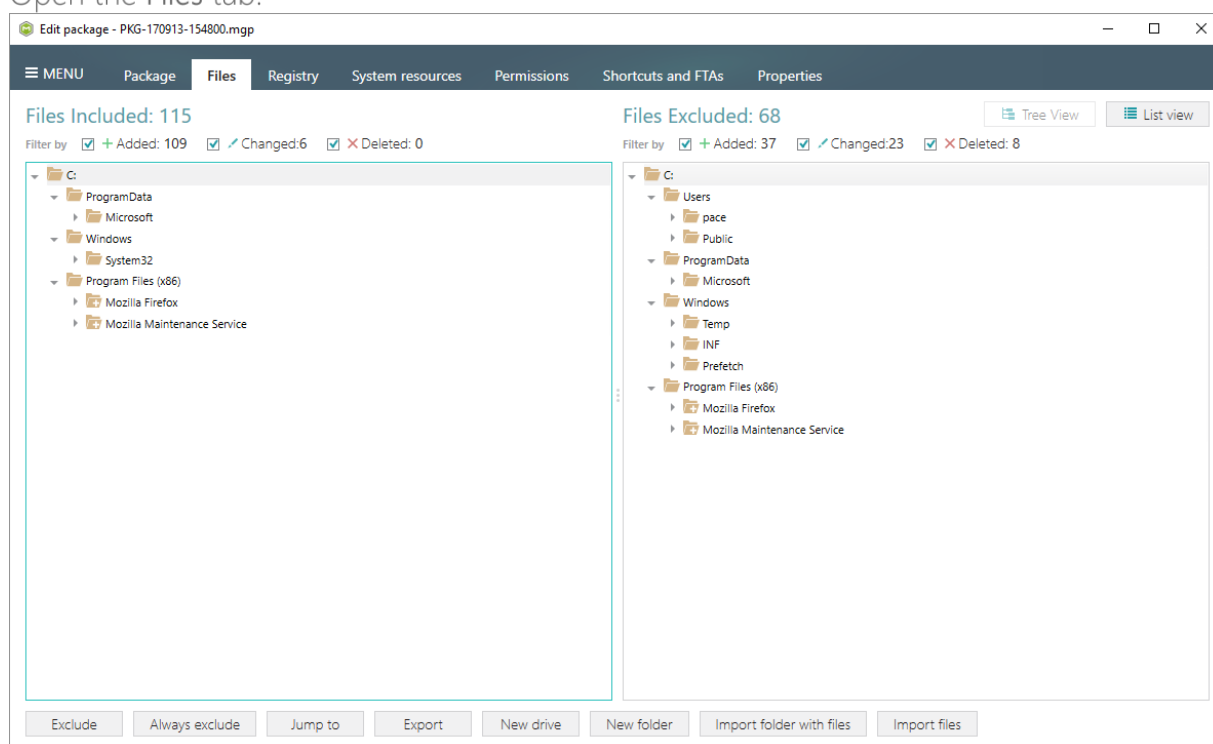 Open the Files tab.
Edit package - PKG-170913-154800.mgp
MENU Package Files Registry System resources Permissions Shortcuts and FTAs Properties
Files Included: 115
Filter by + Added: 109 Changed:6 × Deleted: 0
C:
ProgramData
Microsoft
Windows
System32
Program Files (x86)
Mozilla Firefox
Mozilla Maintenance Service
Files Excluded: 68
Tree View List view
Filter by + Added: 37 Changed:23 × Deleted: 8
C:
Users
pace
Public
ProgramData
Microsoft
Windows
Temp
INF
Prefetch
Program Files (x86)
Mozilla Firefox
Mozilla Maintenance Service
Exclude Always exclude Jump to Export New drive New folder Import folder with files Import files